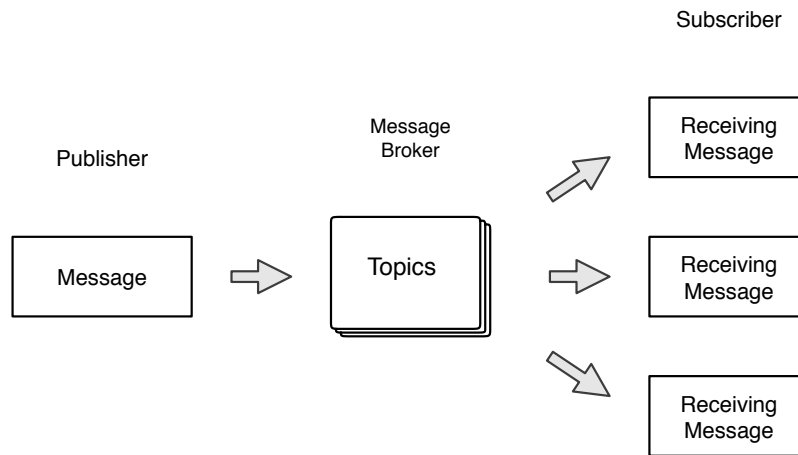 Subscriber
Message
Broker
Publisher
Receiving
Message
Message
Topics
Receiving
Message
Receiving
Message